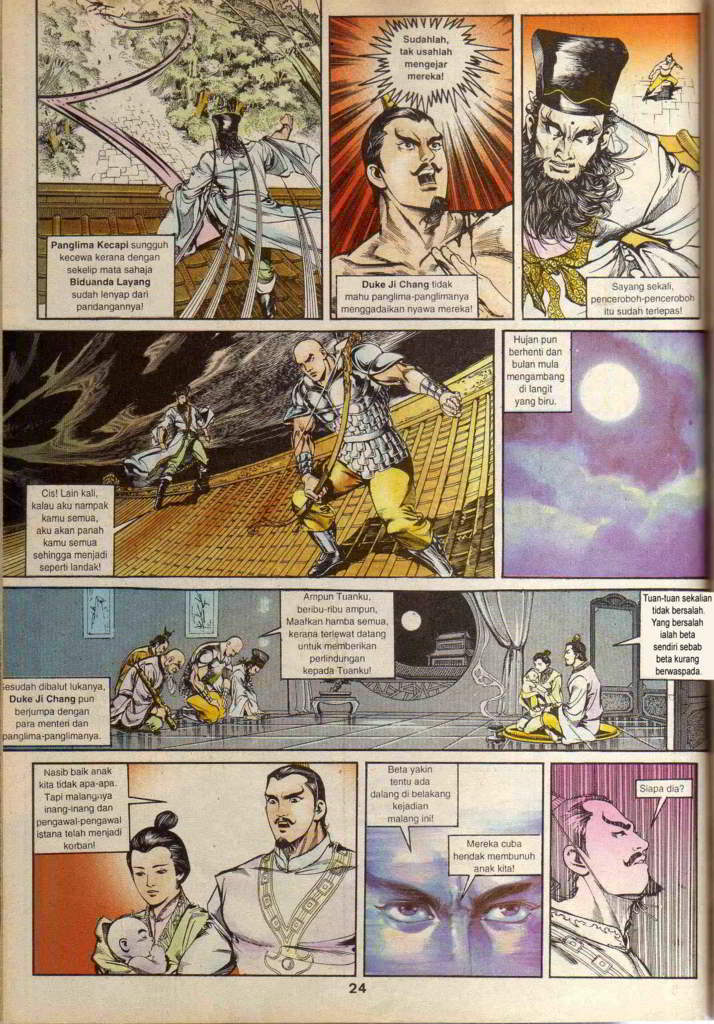 Panglima Kecapi sungguh
kecewa kerana dengan
sekelip mata sahaja
Biduanda Layang
sudah lenyap dari
pandangannya!
Sudahlah,
tak usahlah
mengejar
mereka!
Duke Ji Chang tidak
mahu panglima-panglimanya
menggadaikan nyawa mereka!
Sayang sekali,
penceroboh-penceroboh
itu sudah terlepas!
Cis! Lain kali,
kalau aku nampak
kamu semua,
aku akan panah
kamu semua
sehingga menjadi
seperti landak!
Hujan pun
berhenti dan
bulan mula
mengambang
di langit
yang biru.
Sesudah dibalut lukanya,
Duke Ji Chang pun
berjumpa dengan
para menteri dan
panglima-panglimanya.
Ampun Tuanku,
beribu-ribu ampun,
Maafkan hamba semua,
kerana terlewat datang
untuk memberikan
perlindungan
kepada Tuanku!
Tuan-tuan sekalian
tidak bersalah.
Yang bersalah
ialah beta
sendiri sebab
beta kurang
berwaspada.
Nasib baik anak
kita tidak apa-apa.
Tapi malangnya
inang-inang dan
pengawal-pengawal
istana telah menjadi
korban!
Beta yakin
tentu ada
dalang di belakang
kejadian
malang ini!
Mereka cuba
hendak membunuh
anak kita!
Siapa dia?
24